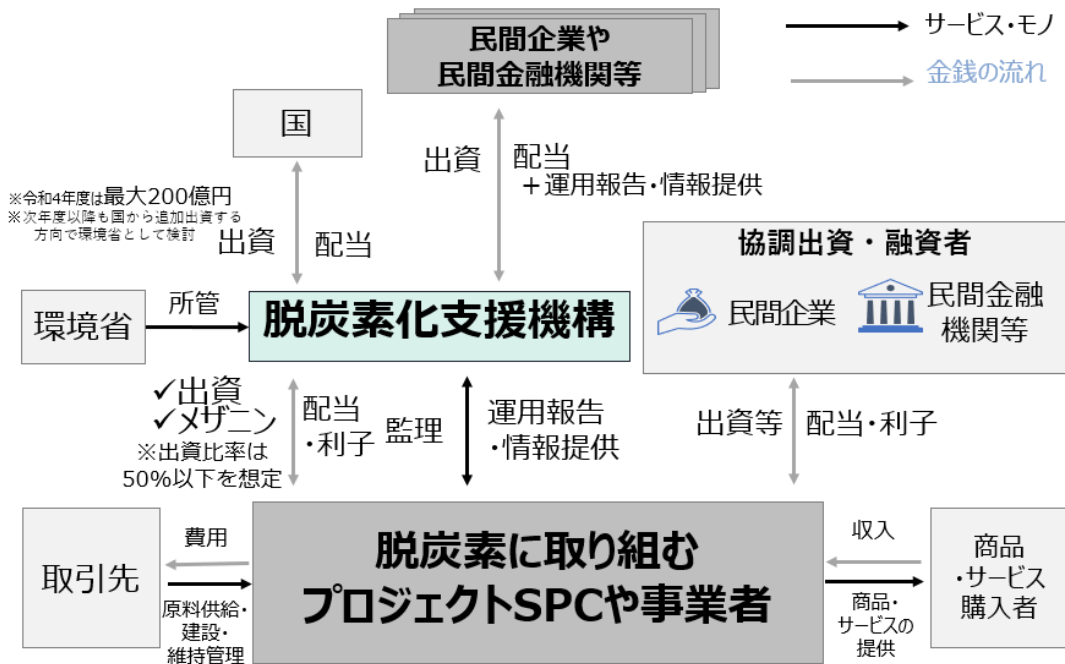 民間企業や
民間金融機関等
サービス・モノ
金銭の流れ
国
出資
配当
＋運用報告・情報提供
※令和4年度は最大200億円
※次年度以降も国から追加出資する
方向で環境省として検討
出資
配当
協調出資・融資者
民間企業
民間金融
機関等
環境省
所管
脱炭素化支援機構
✓出資
✓メザニン
※出資比率は
50%以下を想定
配当
・利子
監理
運用報告
・情報提供
出資等
配当・利子
取引先
費用
原料供給・
建設・
維持管理
脱炭素に取り組む
プロジェクトSPCや事業者
収入
商品・
サービスの
提供
商品
・サービス
購入者